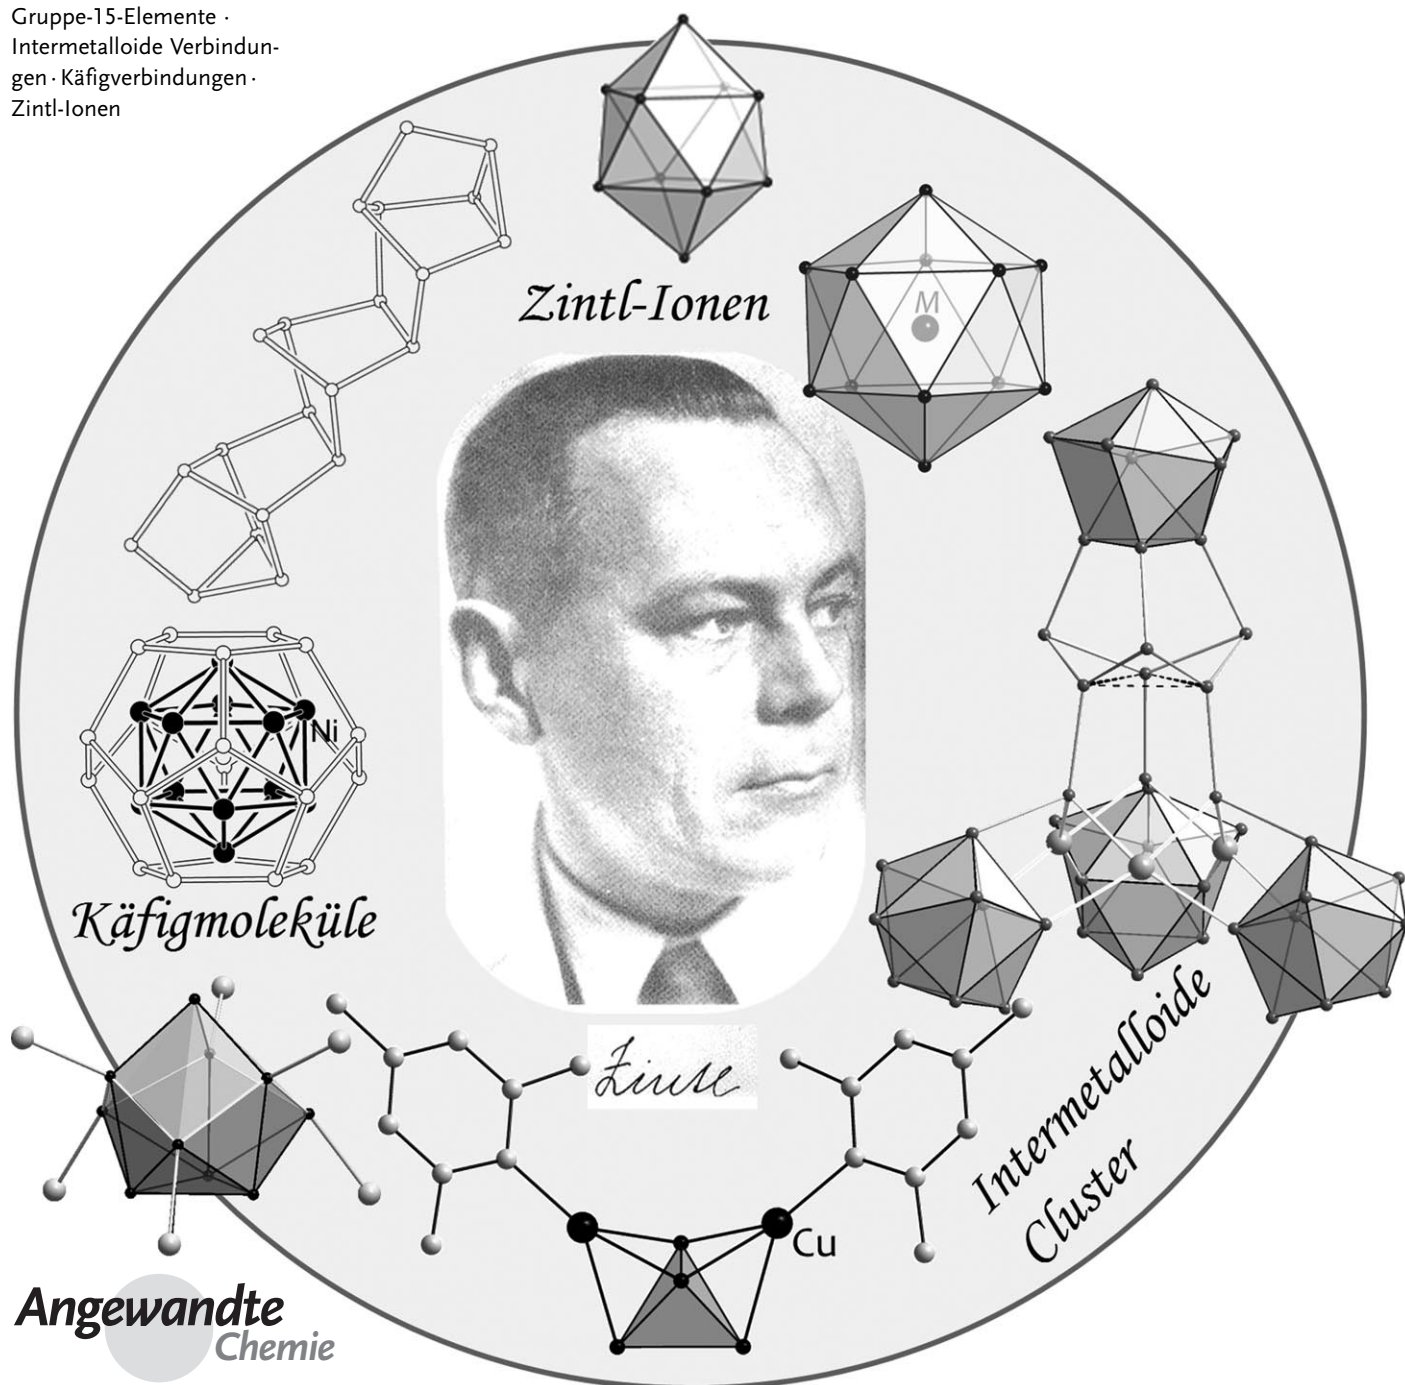 Gruppe-15-Elemente ·
Intermetalloide Verbindun-
gen · Käfigverbindungen ·
Zintl-Ionen
Zintl-Ionen
M
Ni
Käfigmoleküle
Zintl
Intermetalloide
Cluster
Cu
Angewandte
Chemie